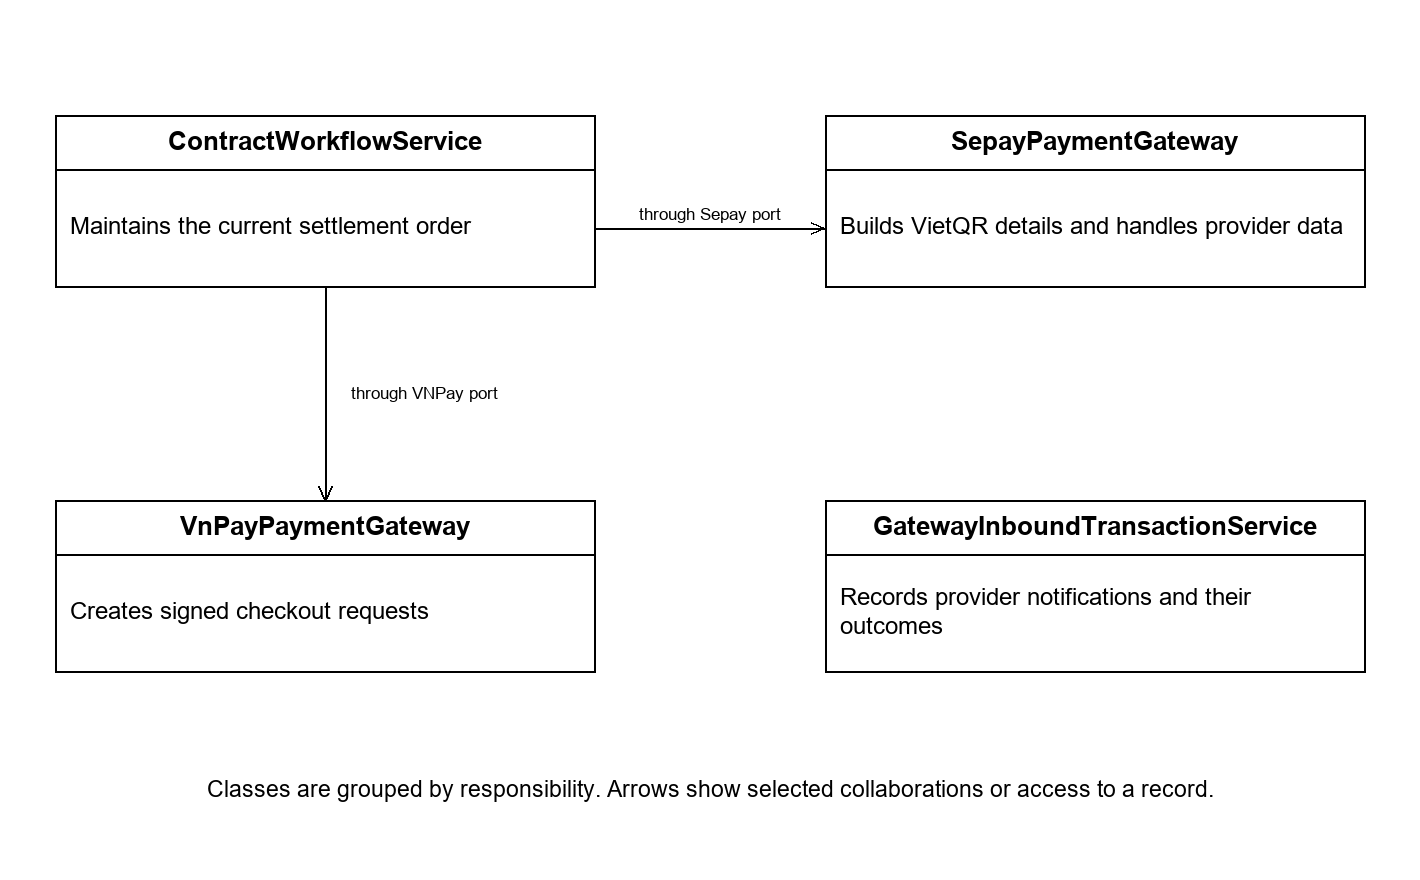 ContractWorkflowService
Maintains the current settlement order
through Sepay port
SepayPaymentGateway
Builds VietQR details and handles provider data
through VNPay port
VnPayPaymentGateway
Creates signed checkout requests
GatewayInboundTransactionService
Records provider notifications and their
outcomes
Classes are grouped by responsibility. Arrows show selected collaborations or access to a record.